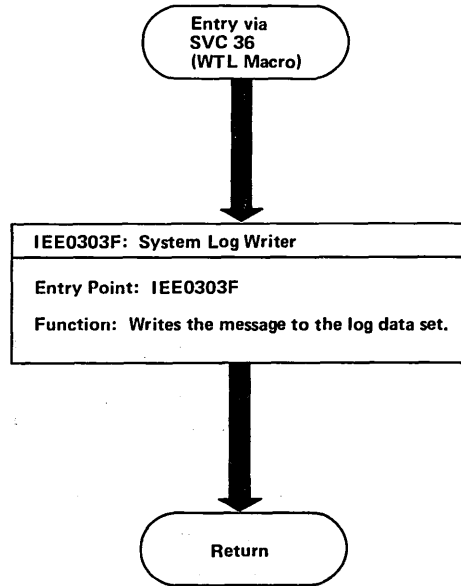 Entry via
SVC 36
(WTL Macro)
IEE0303F: System Log Writer
Entry Point: IEE0303F
Function: Writes the message to the log data set.
Return